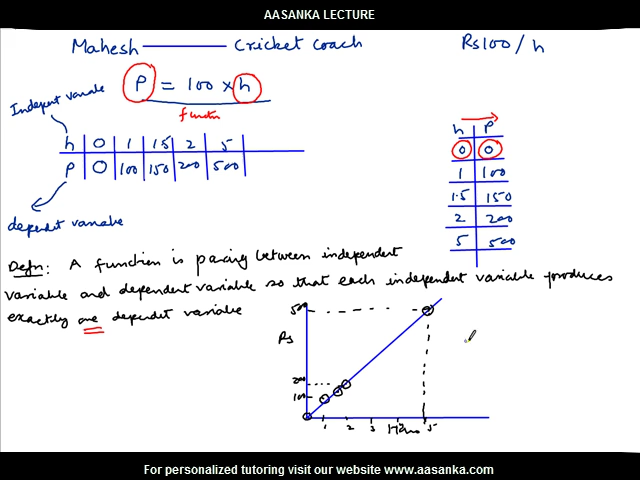 AASANKA LECTURE
Mahesh Cricket coach Rs100 / h
P = 100 × h
functn
Indepent variable
h 0 1 1.5 2 5
P 0 100 150 200 500
dependet variable
h P
0 0
1 100
1.5 150
2 200
5 500
Defn: A function is paring between independent
variable and dependent variable so that each independent variable produces
exactly one dependet variable
500
Rs
200
100
1 2 3 5
For personalized tutoring visit our website www.aasanka.com